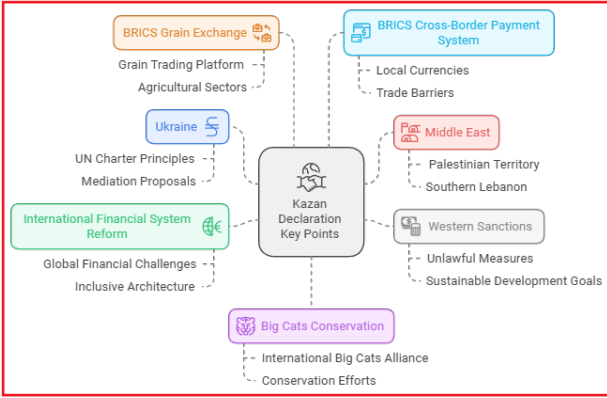 BRICS Grain Exchange
Grain Trading Platform
Agricultural Sectors
BRICS Cross-Border Payment
System
Local Currencies
Trade Barriers
Ukraine
UN Charter Principles
Mediation Proposals
Middle East
Palestinian Territory
Southern Lebanon
Kazan
Declaration
Key Points
International Financial System
Reform
Global Financial Challenges
Inclusive Architecture
Western Sanctions
Unlawful Measures
Sustainable Development Goals
Big Cats Conservation
International Big Cats Alliance
Conservation Efforts